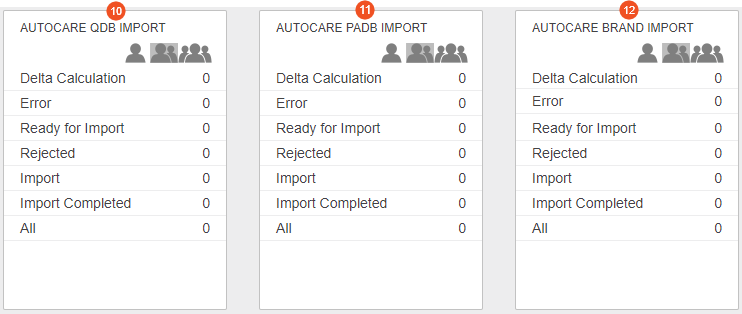 10
AUTOCARE QDB IMPORT
Delta Calculation 0
Error 0
Ready for Import 0
Rejected 0
Import 0
Import Completed 0
All 0
11
AUTOCARE PADB IMPORT
Delta Calculation 0
Error 0
Ready for Import 0
Rejected 0
Import 0
Import Completed 0
All 0
12
AUTOCARE BRAND IMPORT
Delta Calculation 0
Error 0
Ready for Import 0
Rejected 0
Import 0
Import Completed 0
All 0